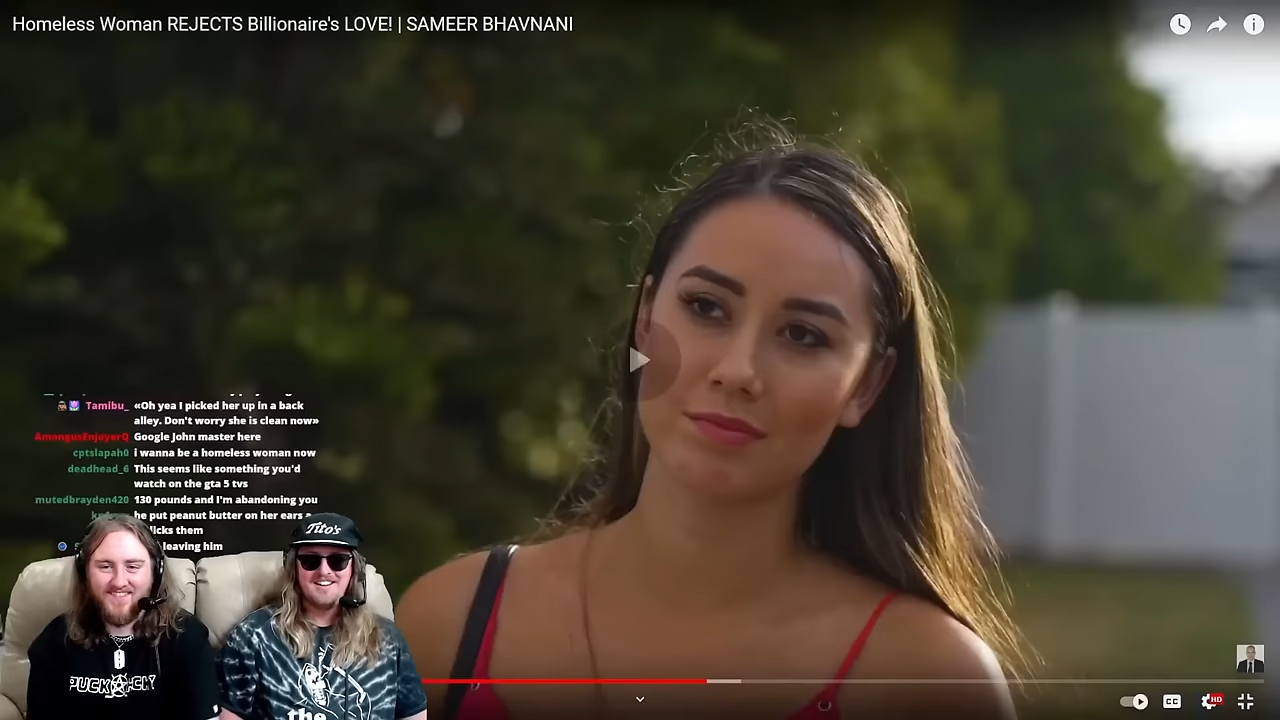 Homeless Woman REJECTS Billionaire's LOVE! | SAMEER BHAVNANI
Tamibu_ «Oh yea I picked her up in a back
alley. Don't worry she is clean now»
AmongusEnjoyerQ Google John master here
cptslapah0 i wanna be a homeless woman now
deadhead_6 This seems like something you'd
watch on the gta 5 tvs
mutedbrayden420 130 pounds and I'm abandoning you
he put peanut butter on her ears
licks them
leaving him
Tito's
the
CC
HD